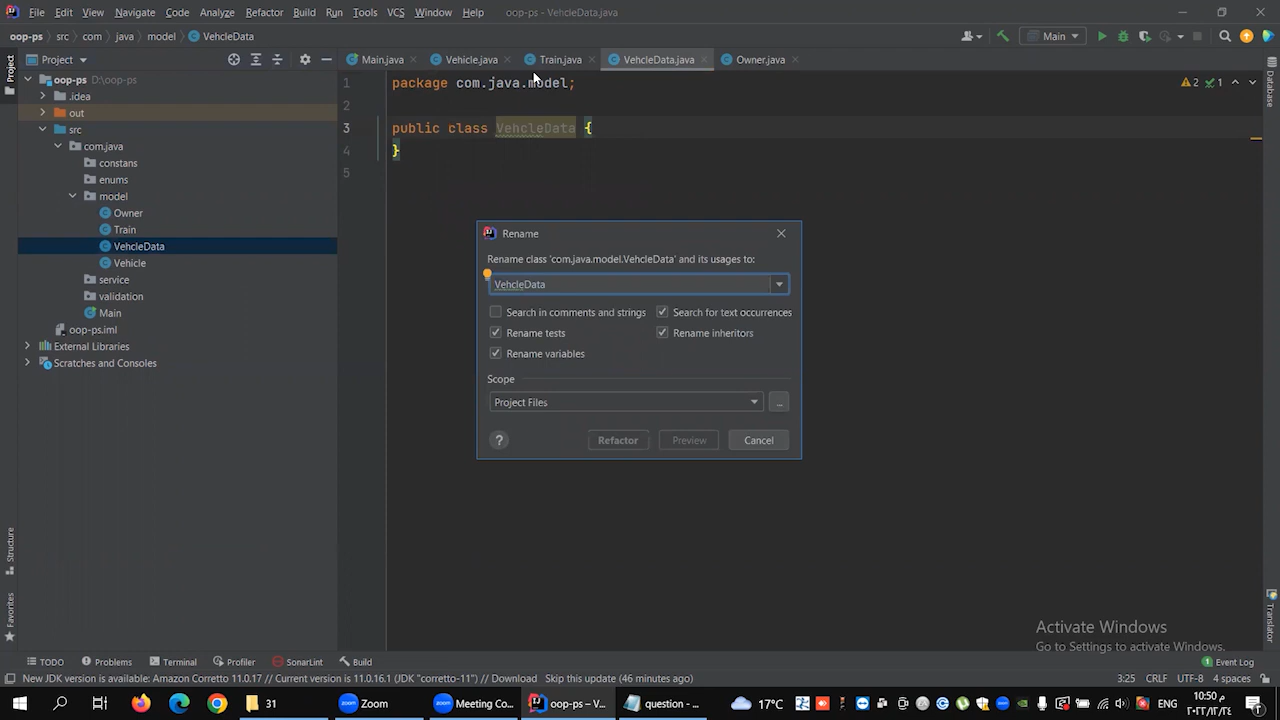 File Edit View Navigate Code Analyze Refactor Build Run Tools VCS Window Help oop-ps - VehcleData.java
oop-ps src com java model VehcleData Main
Project Main.java Vehicle.java Train.java VehcleData.java Owner.java
Project
oop-ps D:\oop-ps
.idea
out
src
com.java
constans
enums
model
Owner
Train
VehcleData
Vehicle
service
validation
Main
oop-ps.iml
External Libraries
Scratches and Consoles
Structure
Favorites
1 package com.java.model;
2
3 public class VehcleData {
4 }
5
2 1
Database
Translator
Rename
Rename class 'com.java.model.VehcleData' and its usages to:
VehcleData
Search in comments and strings Search for text occurrences
Rename tests Rename inheritors
Rename variables
Scope
Project Files ...
? Refactor Preview Cancel
Activate Windows
Go to Settings to activate Windows.
TODO Problems Terminal Profiler SonarLint Build 1 Event Log
New JDK version is available: Amazon Corretto 11.0.17 // Current version is 11.0.16.1 (JDK "corretto-11") // Download Skip this update (46 minutes ago) 3:25 CRLF UTF-8 4 spaces
31 Zoom Meeting Co... oop-ps – V... question - ... 17°C ENG 10:50 م